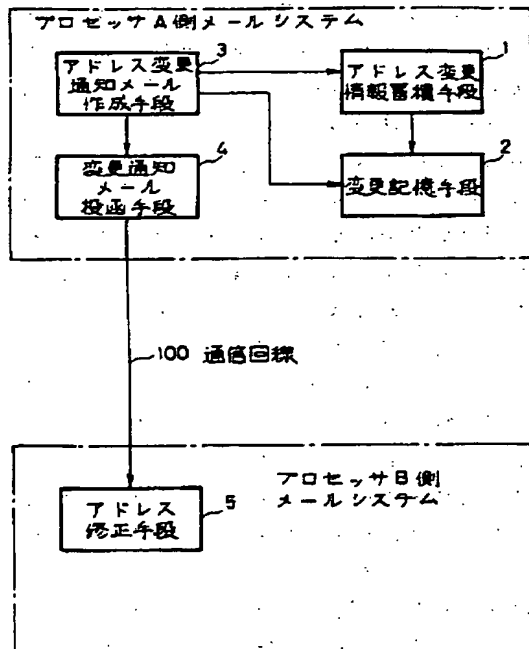 プロセッサA側メールシステム
3
アドレス変更
通知メール
作成手段
1
アドレス変更
情報蓄積手段
4
変更通知
メール
投函手段
2
変更記憶手段
100 通信回線
プロセッサB側
メールシステム
5
アドレス
修正手段